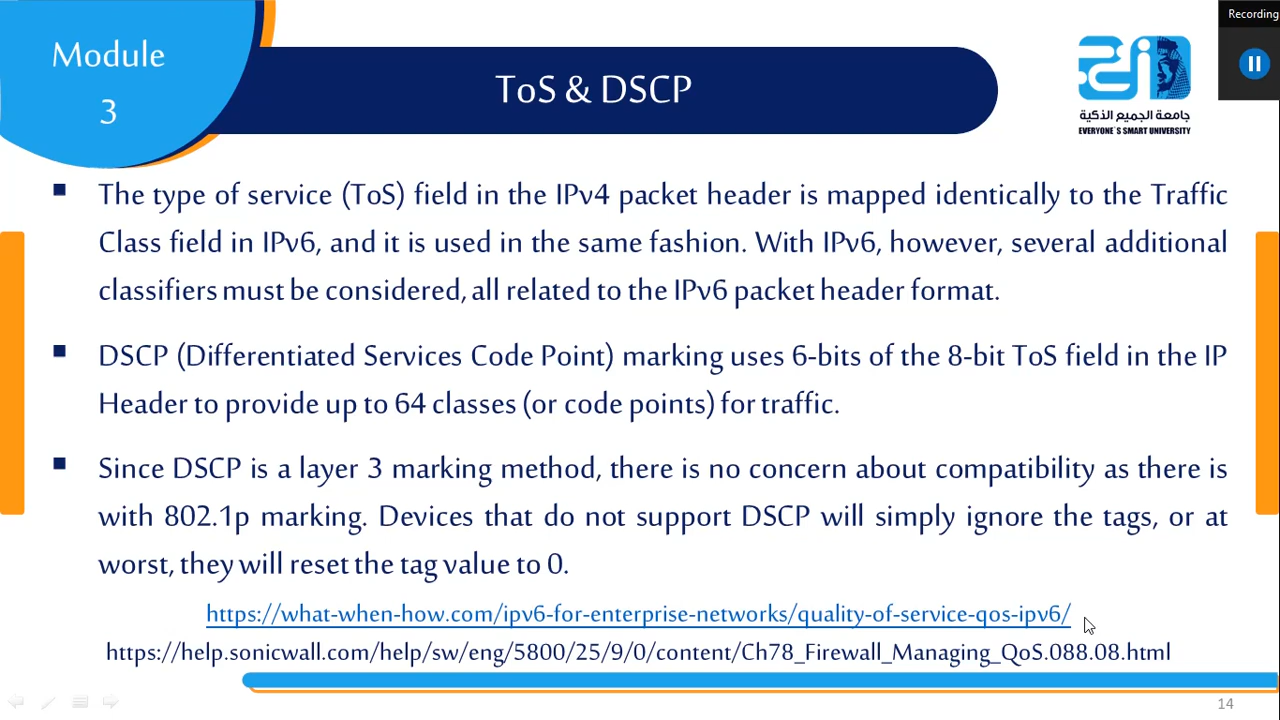 Recording
Module
3
ToS & DSCP
جامعة الجميع الذكية
EVERYONE`S SMART UNIVERSITY
The type of service (ToS) field in the IPv4 packet header is mapped identically to the Traffic
Class field in IPv6, and it is used in the same fashion. With IPv6, however, several additional
classifiers must be considered, all related to the IPv6 packet header format.
DSCP (Differentiated Services Code Point) marking uses 6-bits of the 8-bit ToS field in the IP
Header to provide up to 64 classes (or code points) for traffic.
Since DSCP is a layer 3 marking method, there is no concern about compatibility as there is
with 802.1p marking. Devices that do not support DSCP will simply ignore the tags, or at
worst, they will reset the tag value to 0.
https://what-when-how.com/ipv6-for-enterprise-networks/quality-of-service-qos-ipv6/
https://help.sonicwall.com/help/sw/eng/5800/25/9/0/content/Ch78_Firewall_Managing_QoS.088.08.html
14